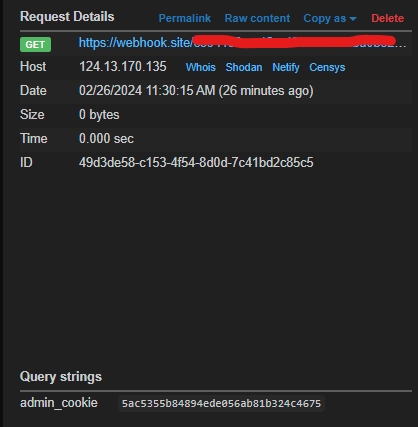 Request Details Permalink Raw content Copy as Delete
GET https://webhook.site/
Host 124.13.170.135 Whois Shodan Netify Censys
Date 02/26/2024 11:30:15 AM (26 minutes ago)
Size 0 bytes
Time 0.000 sec
ID 49d3de58-c153-4f54-8d0d-7c41bd2c85c5
Query strings
admin_cookie 5ac5355b84894ede056ab81b324c4675